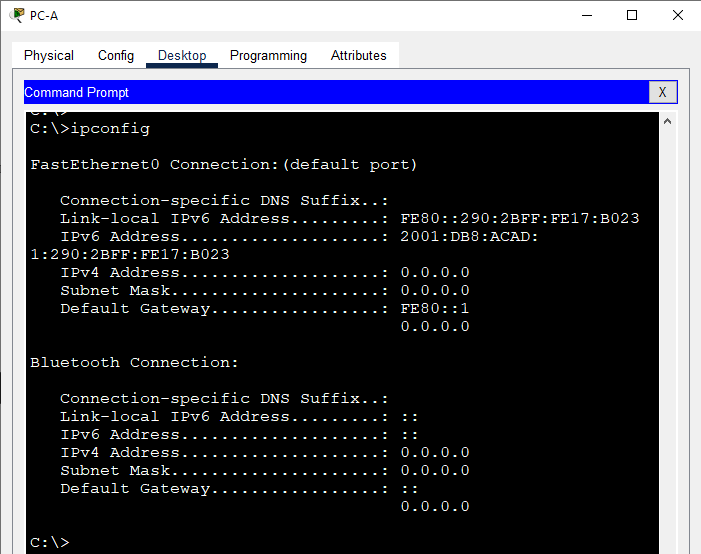 PC-A
Physical Config Desktop Programming Attributes
Command Prompt X
C:\>
C:\>ipconfig
FastEthernet0 Connection:(default port)
Connection-specific DNS Suffix..:
Link-local IPv6 Address.........: FE80::290:2BFF:FE17:B023
IPv6 Address....................: 2001:DB8:ACAD:
1:290:2BFF:FE17:B023
IPv4 Address....................: 0.0.0.0
Subnet Mask.....................: 0.0.0.0
Default Gateway.................: FE80::1
0.0.0.0
Bluetooth Connection:
Connection-specific DNS Suffix..:
Link-local IPv6 Address.........: ::
IPv6 Address....................: ::
IPv4 Address....................: 0.0.0.0
Subnet Mask.....................: 0.0.0.0
Default Gateway.................: ::
0.0.0.0
C:\>